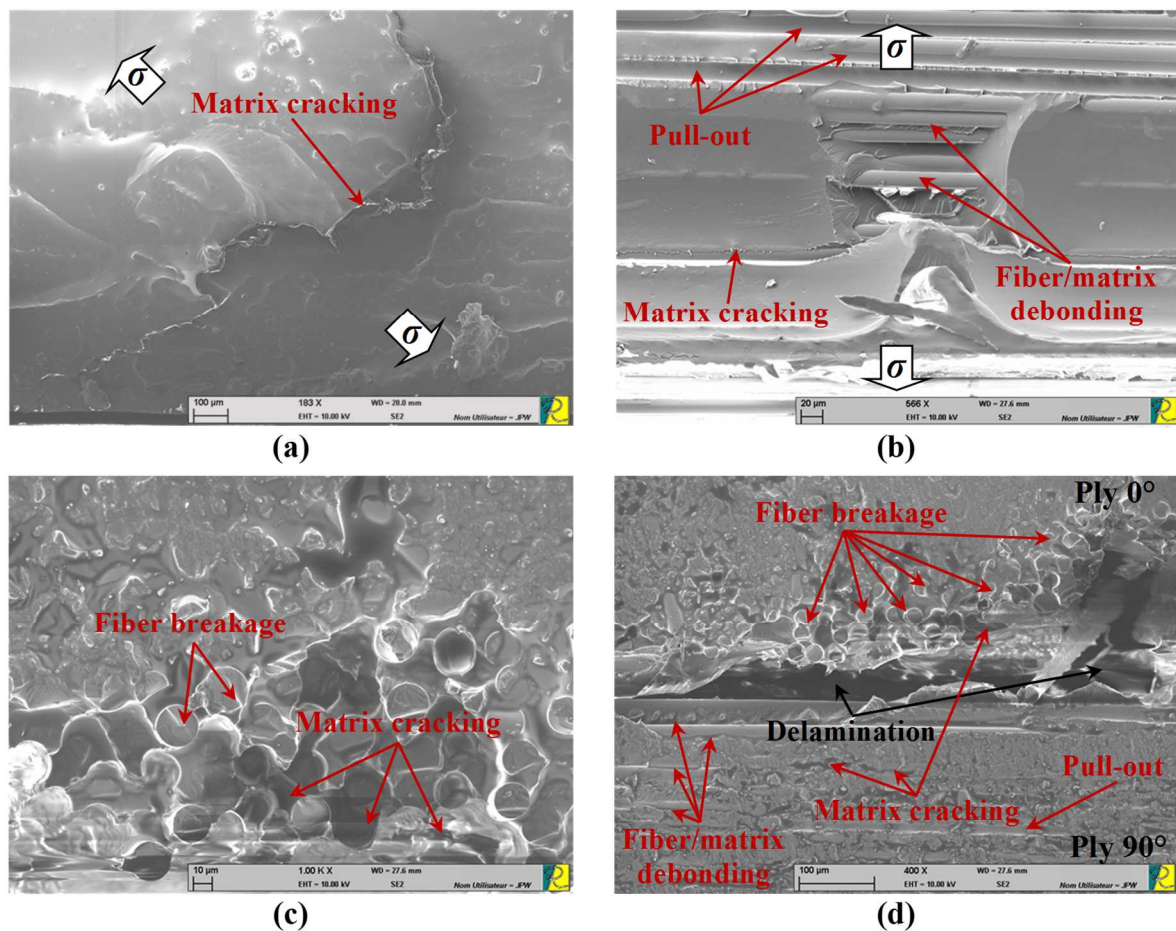 σ
Matrix cracking
σ
100 µm
183 X
WD = 28.0 mm
EHT = 10.00 kV
SE2
Nom Utilisateur = JPW
(a)
σ
Pull-out
Fiber/matrix
debonding
Matrix cracking
σ
20 µm
566 X
WD = 27.6 mm
EHT = 10.00 kV
SE2
Nom Utilisateur = JPW
(b)
Fiber breakage
Matrix cracking
10 µm
1.00 K X
WD = 27.6 mm
EHT = 10.00 kV
SE2
Nom Utilisateur = JPW
(c)
Ply 0°
Fiber breakage
Delamination
Pull-out
Matrix cracking
Fiber/matrix
debonding
Ply 90°
100 µm
400 X
WD = 27.6 mm
EHT = 10.00 kV
SE2
Nom Utilisateur = JPW
(d)